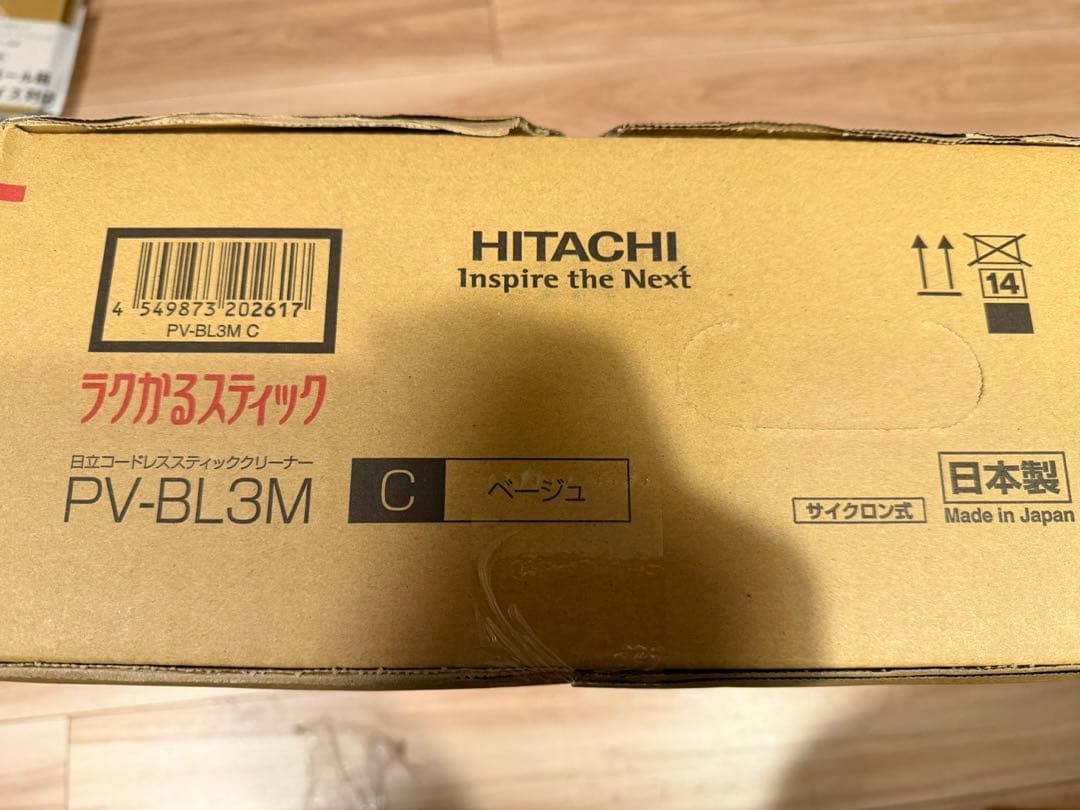 HITACHI
Inspire the Next
14
4 549873 202617
PV-BL3M C
ラクかるスティック
日立コードレススティッククリーナー
PV-BL3M
C
ベージュ
サイクロン式
日本製
Made in Japan